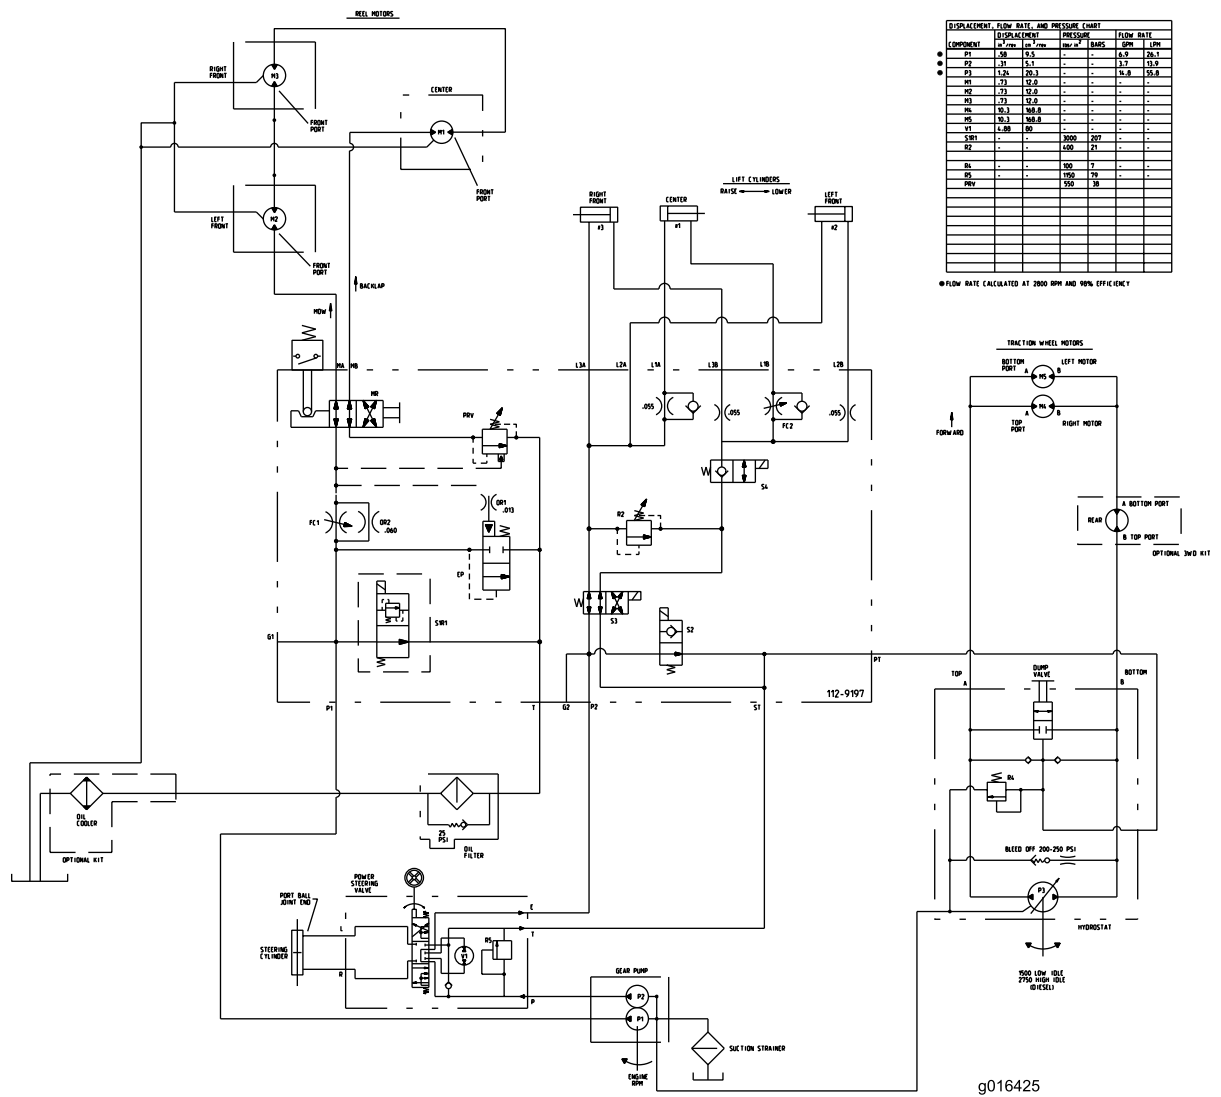 REEL MOTORS
RIGHT
FRONT
M3
FRONT
PORT
CENTER
M1
FRONT
PORT
LEFT
FRONT
M2
FRONT
PORT
BACKLAP
MOW
LIFT CYLINDERS
RAISE LOWER
RIGHT
FRONT
#3
CENTER
#1
LEFT
FRONT
#2
DISPLACEMENT, FLOW RATE, AND PRESSURE CHART
DISPLACEMENT PRESSURE FLOW RATE
COMPONENT in³/rev cm³/rev lbs/in² BARS GPM LPM
P1 .58 9.5 - - 6.9 26.1
P2 .31 5.1 - - 3.7 13.9
P3 1.24 20.3 - - 14.8 55.8
M1 .73 12.0 - - - -
M2 .73 12.0 - - - -
M3 .73 12.0 - - - -
M4 10.3 168.8 - - - -
M5 10.3 168.8 - - - -
V1 4.88 80 - - - -
S1R1 - - 3000 207 - -
R2 - - 400 21 - -
R4 - - 100 7 - -
R5 - - 1150 79 - -
PRV 550 38
● FLOW RATE CALCULATED AT 2800 RPM AND 98% EFFICIENCY
TRACTION WHEEL MOTORS
BOTTOM
PORT
LEFT MOTOR
A M5 B
A M4 B
TOP
PORT
RIGHT MOTOR
FORWARD
A BOTTOM PORT
REAR
B TOP PORT
OPTIONAL 3WD KIT
MA MB L3A L2A L1A L3B L1B L2B
MR
PRV
.055
.055
FC2
.055
S4
OR1
.013
FC1
OR2
.060
R2
EP
S1R1
S3
S2
G1
PT
112-9197
P1 T G2 P2 ST
TOP
A
DUMP
VALVE
BOTTOM
B
R4
BLEED OFF 200-250 PSI
P3
HYDROSTAT
1500 LOW IDLE
2750 HIGH IDLE
(DIESEL)
OIL
COOLER
OPTIONAL KIT
25
PSI
OIL
FILTER
POWER
STEERING
VALVE
PORT BALL
JOINT END
L
R
STEERING
CYLINDER
E
T
P
V1
R5
GEAR PUMP
P2
P1
ENGINE
RPM
SUCTION STRAINER
g016425